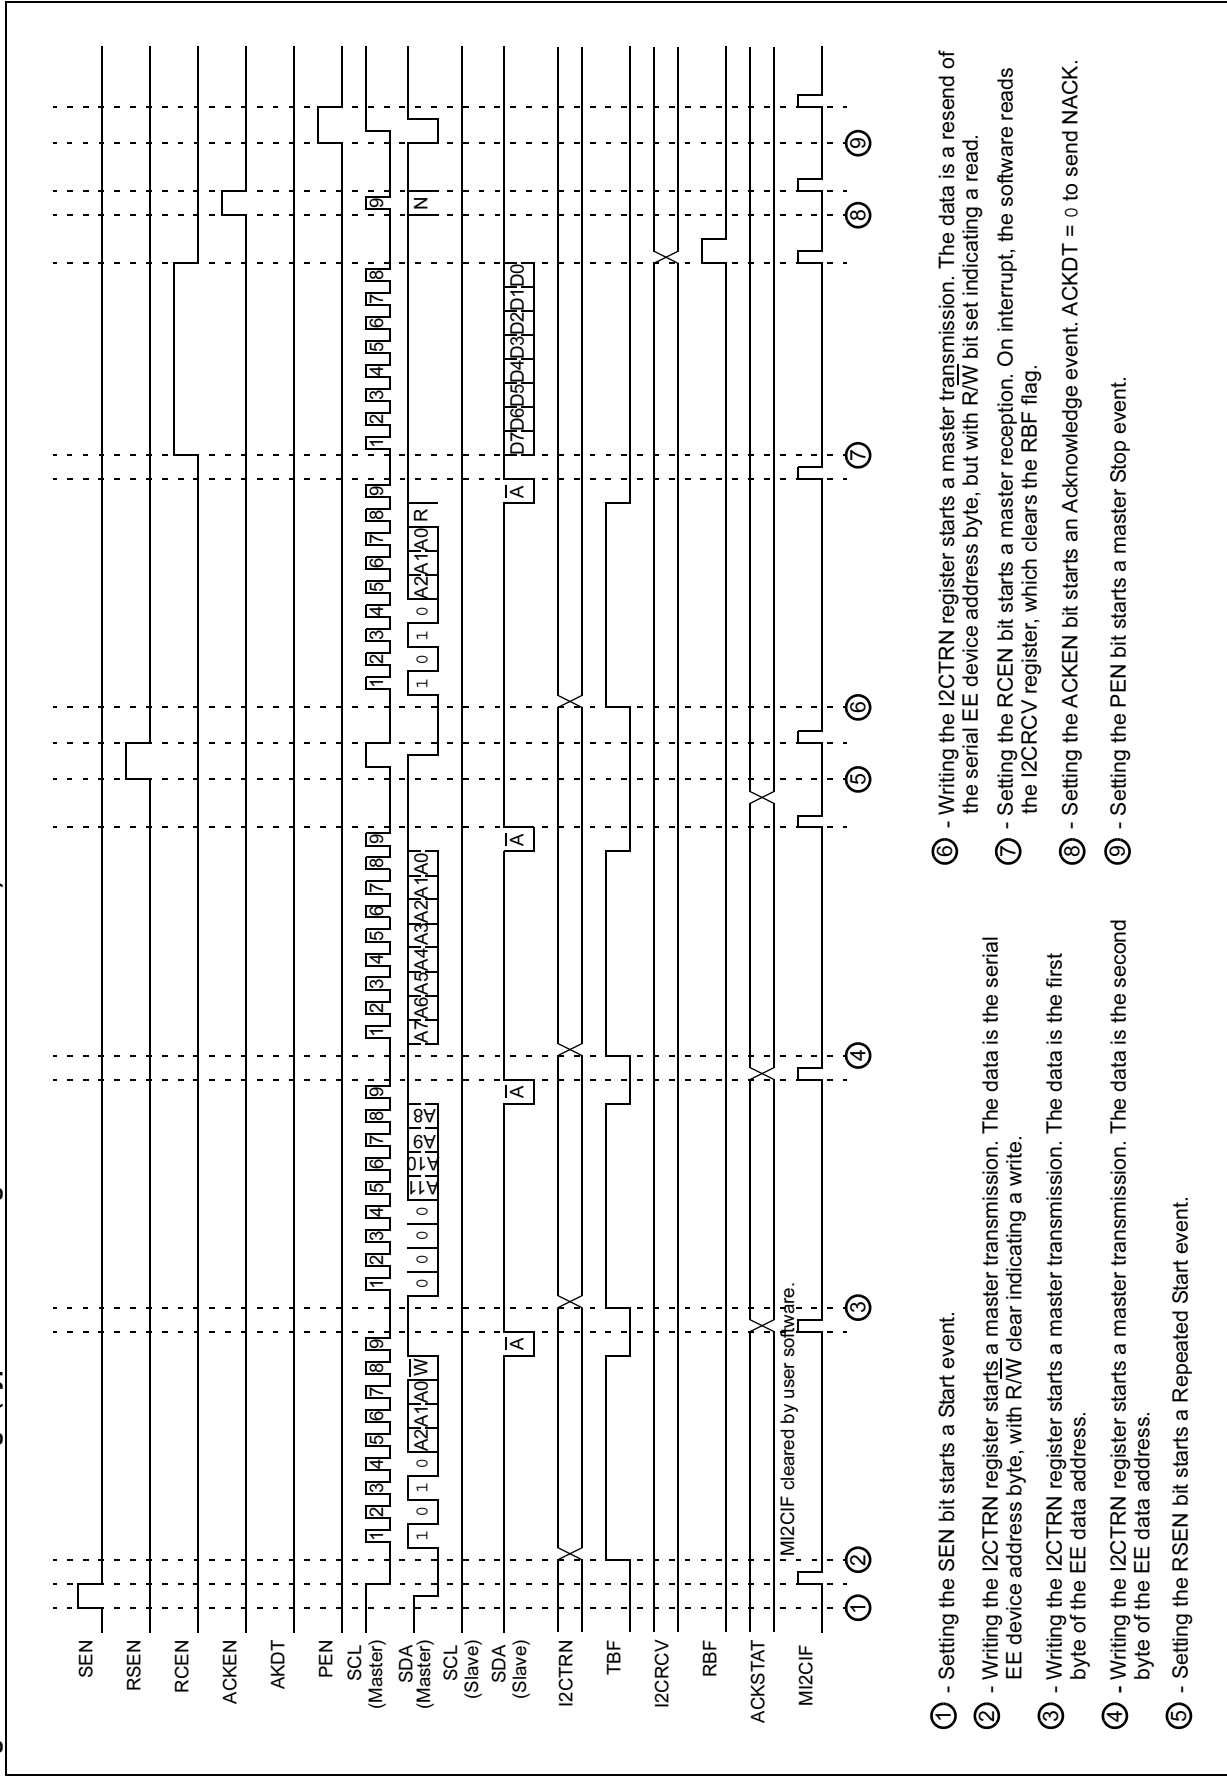 SEN
RSEN
RCEN
ACKEN
AKDT
PEN
SCL
(Master)
1 2 3 4 5 6 7 8 9 1 2 3 4 5 6 7 8 9 1 2 3 4 5 6 7 8 9 1 2 3 4 5 6 7 8 9 1 2 3 4 5 6 7 8 9
SDA
(Master)
1 0 1 0 A2 A1 A0 W̅ 0 0 0 0 A11 A10 A9 A8 A7 A6 A5 A4 A3 A2 A1 A0 1 0 1 0 A2 A1 A0 R N
SCL
(Slave)
SDA
(Slave)
A̅ A̅ A̅ A̅ D7 D6 D5 D4 D3 D2 D1 D0
I2CTRN
TBF
I2CRCV
RBF
ACKSTAT
MI2CIF cleared by user software.
MI2CIF
① ② ③ ④ ⑤ ⑥ ⑦ ⑧ ⑨
① - Setting the SEN bit starts a Start event.
② - Writing the I2CTRN register starts a master transmission. The data is the serial
EE device address byte, with R/W̅ clear indicating a write.
③ - Writing the I2CTRN register starts a master transmission. The data is the first
byte of the EE data address.
④ - Writing the I2CTRN register starts a master transmission. The data is the second
byte of the EE data address.
⑤ - Setting the RSEN bit starts a Repeated Start event.
⑥ - Writing the I2CTRN register starts a master transmission. The data is a resend of
the serial EE device address byte, but with R/W̅ bit set indicating a read.
⑦ - Setting the RCEN bit starts a master reception. On interrupt, the software reads
the I2CRCV register, which clears the RBF flag.
⑧ - Setting the ACKEN bit starts an Acknowledge event. ACKDT = 0 to send NACK.
⑨ - Setting the PEN bit starts a master Stop event.